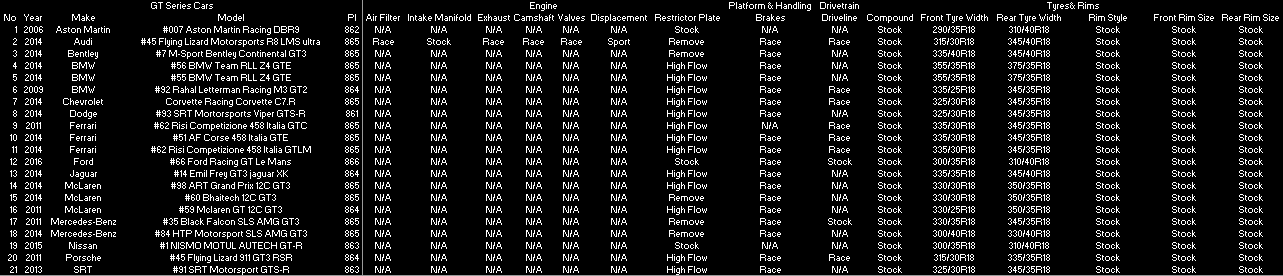 GT Series Cars Engine Platform & Handling Drivetrain Tyres& Rims
No Year Make Model PI Air Filter Intake Manifold Exhaust Camshaft Valves Displacement Restrictor Plate Brakes Driveline Compound Front Tyre Width Rear Tyre Width Rim Style Front Rim Size Rear Rim Size
1 2006 Aston Martin #007 Aston Martin Racing DBR9 862 N/A N/A N/A N/A N/A N/A Stock N/A N/A Stock 290/35R18 310/40R18 Stock Stock Stock
2 2014 Audi #45 Flying Lizard Motorsports R8 LMS ultra 865 Race Stock Race Race Race Sport Remove Race Race Stock 315/35R18 345/40R18 Stock Stock Stock
3 2014 Bentley #7 M-Sport Bentley Continental GT3 865 N/A N/A N/A N/A N/A N/A Remove Race Race Stock 335/40R18 345/40R18 Stock Stock Stock
4 2014 BMW #56 BMW Team RLL Z4 GTE 865 N/A N/A N/A N/A N/A N/A High Flow Race Race Stock 355/35R18 375/35R18 Stock Stock Stock
5 2014 BMW #55 BMW Team RLL Z4 GTE 865 N/A N/A N/A N/A N/A N/A High Flow Race Race Stock 355/35R18 375/35R18 Stock Stock Stock
6 2009 BMW #92 Rahal Letterman Racing M3 GT2 864 N/A N/A N/A N/A N/A N/A High Flow Race Race Stock 335/25R18 345/30R18 Stock Stock Stock
7 2014 Chevrolet Corvette Racing Corvette C7.R 865 N/A N/A N/A N/A N/A N/A High Flow Race Race Stock 325/30R18 345/35R18 Stock Stock Stock
8 2014 Dodge #93 SRT Mortorsports Viper GTS-R 861 N/A N/A N/A N/A N/A N/A High Flow Race Race Stock 325/30R18 345/35R18 Stock Stock Stock
9 2011 Ferrari #62 Risi Competizione 458 Italia GTC 865 N/A N/A N/A N/A N/A N/A High Flow N/A Race Stock 335/30R18 345/35R18 Stock Stock Stock
10 2014 Ferrari #51 AF Corse 458 Italia GTE 865 N/A N/A N/A N/A N/A N/A High Flow Race Race Stock 335/30R18 345/35R18 Stock Stock Stock
11 2014 Ferrari #62 Risi Competizione 458 Italia GTLM 865 N/A N/A N/A N/A N/A N/A High Flow Race Race Stock 335/30R18 345/35R18 Stock Stock Stock
12 2016 Ford #66 Ford Racing GT Le Mans 866 N/A N/A N/A N/A N/A N/A Stock Race Stock Stock 300/35R18 310/40R18 Stock Stock Stock
13 2014 Jaguar #14 Emil Frey GT3 jaguar XK 864 N/A N/A N/A N/A N/A N/A High Flow Race Race Stock 335/35R18 345/40R18 Stock Stock Stock
14 2014 McLaren #98 ART Grand Prix 12C GT3 865 N/A N/A N/A N/A N/A N/A Remove Race Race Stock 330/30R18 350/35R18 Stock Stock Stock
15 2014 McLaren #60 Bhaitech 12C GT3 865 N/A N/A N/A N/A N/A N/A Remove Race Race Stock 330/30R18 350/35R18 Stock Stock Stock
16 2011 McLaren #59 Mclaren GT 12C GT3 864 N/A N/A N/A N/A N/A N/A High Flow Race Race Stock 330/25R18 350/30R18 Stock Stock Stock
17 2011 Mercedes-Benz #35 Black Falcon SLS AMG GT3 865 N/A N/A N/A N/A N/A N/A Remove Race Stock Stock 300/35R18 330/35R18 Stock Stock Stock
18 2014 Mercedes-Benz #84 HTP Motorsport SLS AMG GT3 865 N/A N/A N/A N/A N/A N/A Remove Race Race Stock 300/40R18 330/40R18 Stock Stock Stock
19 2015 Nissan #1 NISMO MOTUL AUTECH GT-R 863 N/A N/A N/A N/A N/A N/A Stock N/A N/A Stock 300/35R18 310/40R18 Stock Stock Stock
20 2011 Porsche #45 Flying Lizard 911 GT3 RSR 864 N/A N/A N/A N/A N/A N/A High Flow Race Race Stock 315/30R18 335/35R18 Stock Stock Stock
21 2013 SRT #91 SRT Motorsport GTS-R 863 N/A N/A N/A N/A N/A N/A High Flow Race Race Stock 325/30R18 345/35R18 Stock Stock Stock